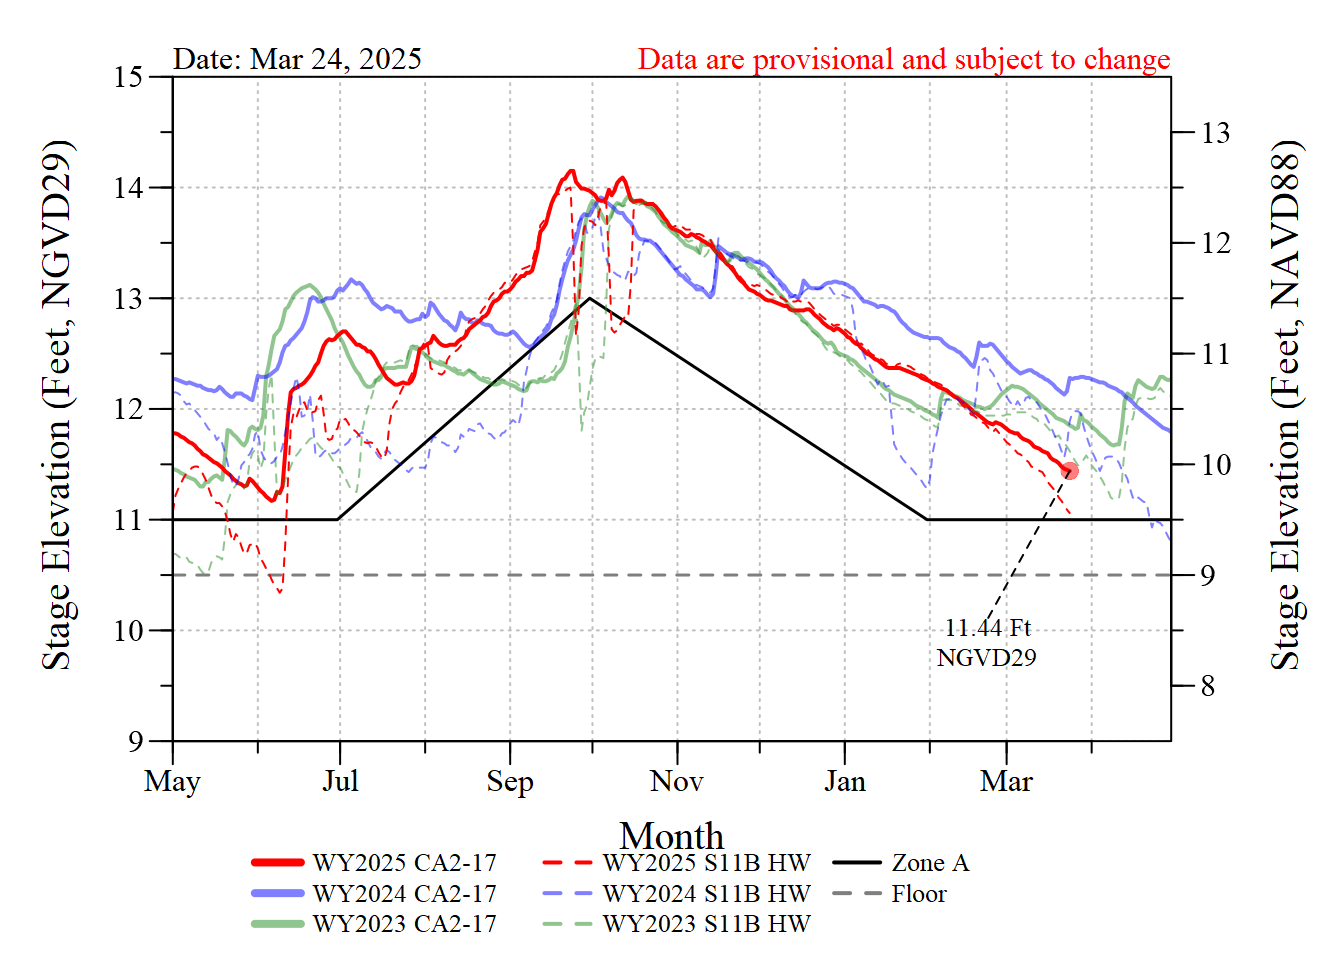 Date: Mar 24, 2025
Data are provisional and subject to change
Stage Elevation (Feet, NGVD29)
15
14
13
12
11
10
9
13
12
11
10
9
8
Stage Elevation (Feet, NAVD88)
11.44 Ft
NGVD29
May Jul Sep Nov Jan Mar
Month
WY2025 CA2-17 WY2025 S11B HW Zone A
WY2024 CA2-17 WY2024 S11B HW Floor
WY2023 CA2-17 WY2023 S11B HW